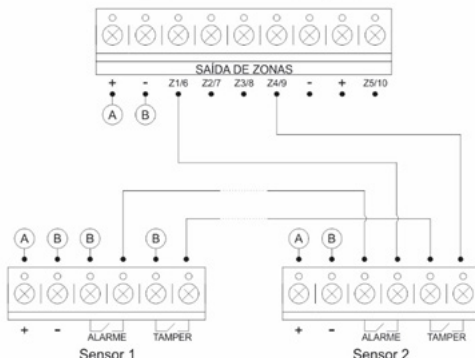 SAÍDA DE ZONAS
+ - Z1/6 Z2/7 Z3/8 Z4/9 - + Z5/10
A B
A B B B A B
+ - ALARME TAMPER + - ALARME TAMPER
Sensor 1 Sensor 2